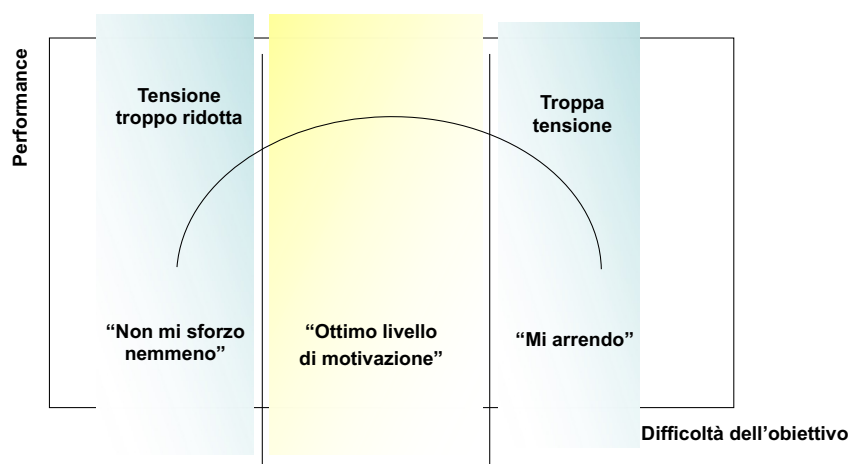 Performance
Tensione
troppo ridotta
Troppa
tensione
“Non mi sforzo
nemmeno”
“Ottimo livello
di motivazione”
“Mi arrendo”
Difficoltà dell’obiettivo